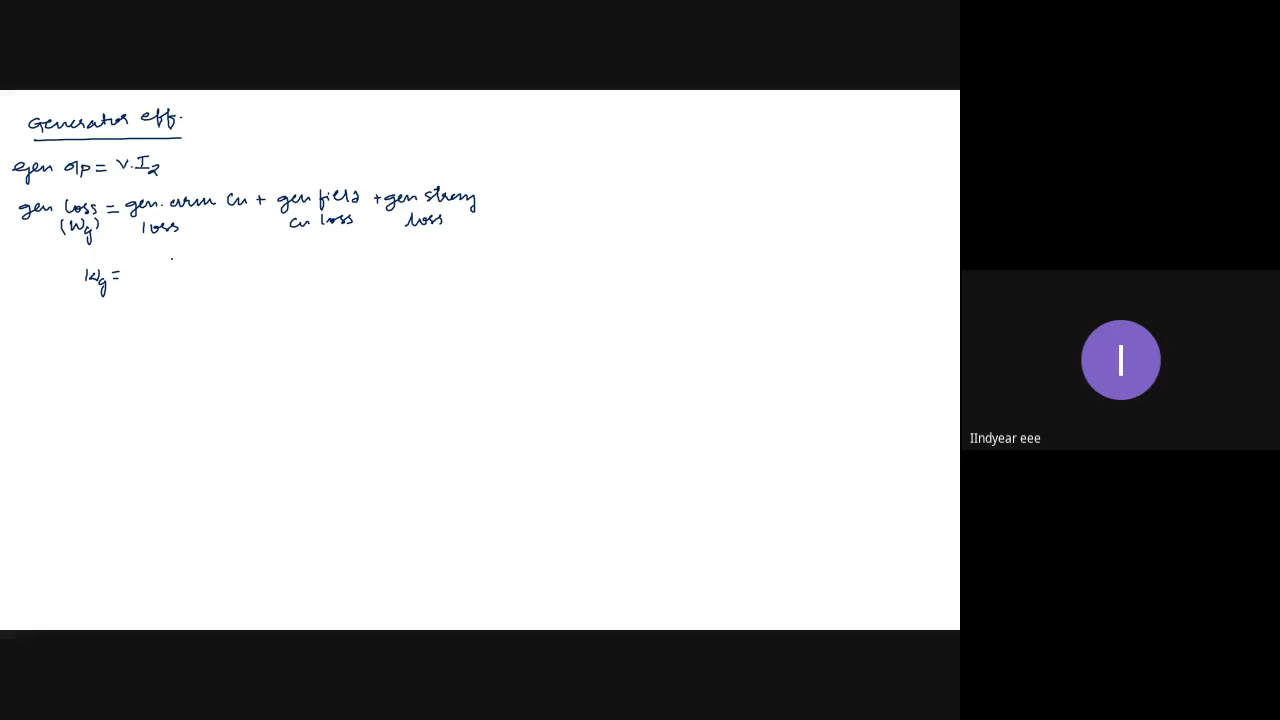 Generator eff.
gen o/p = V.I2
gen loss = gen. arm cu + gen field + gen stray
(Wg) loss cu loss loss
Wg =
IIndyear eee
I